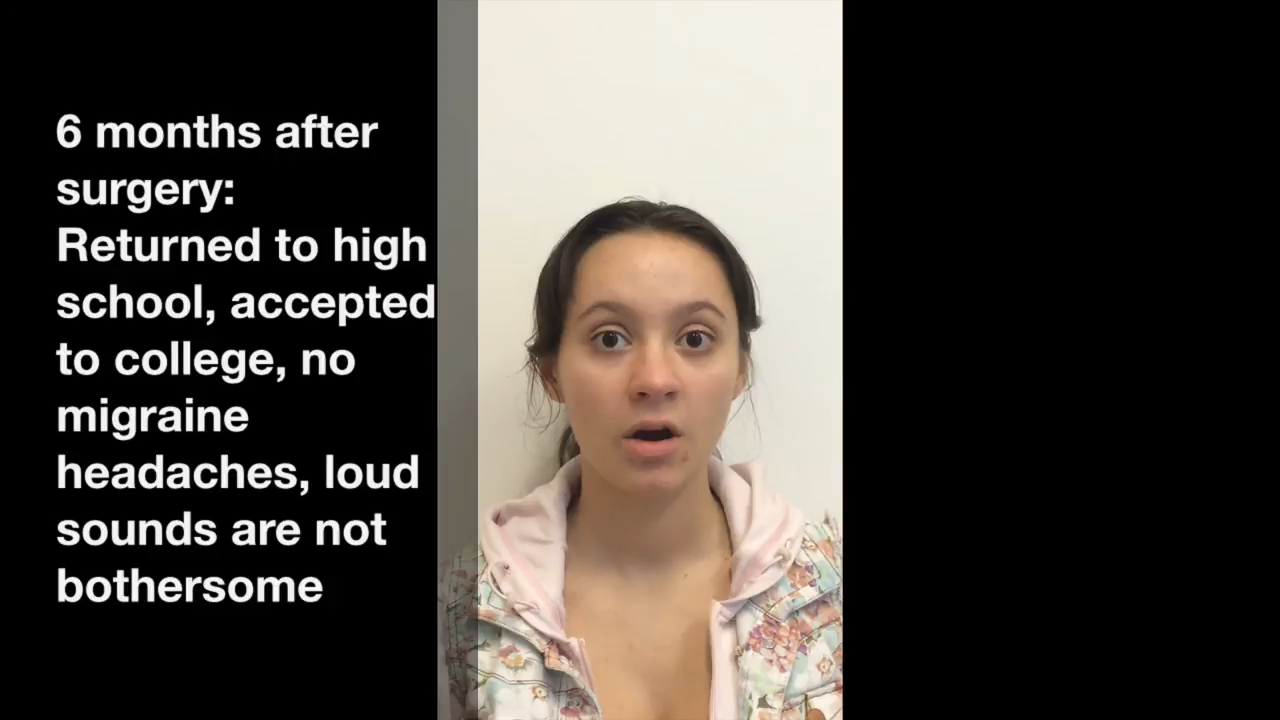 6 months after
surgery:
Returned to high
school, accepted
to college, no
migraine
headaches, loud
sounds are not
bothersome